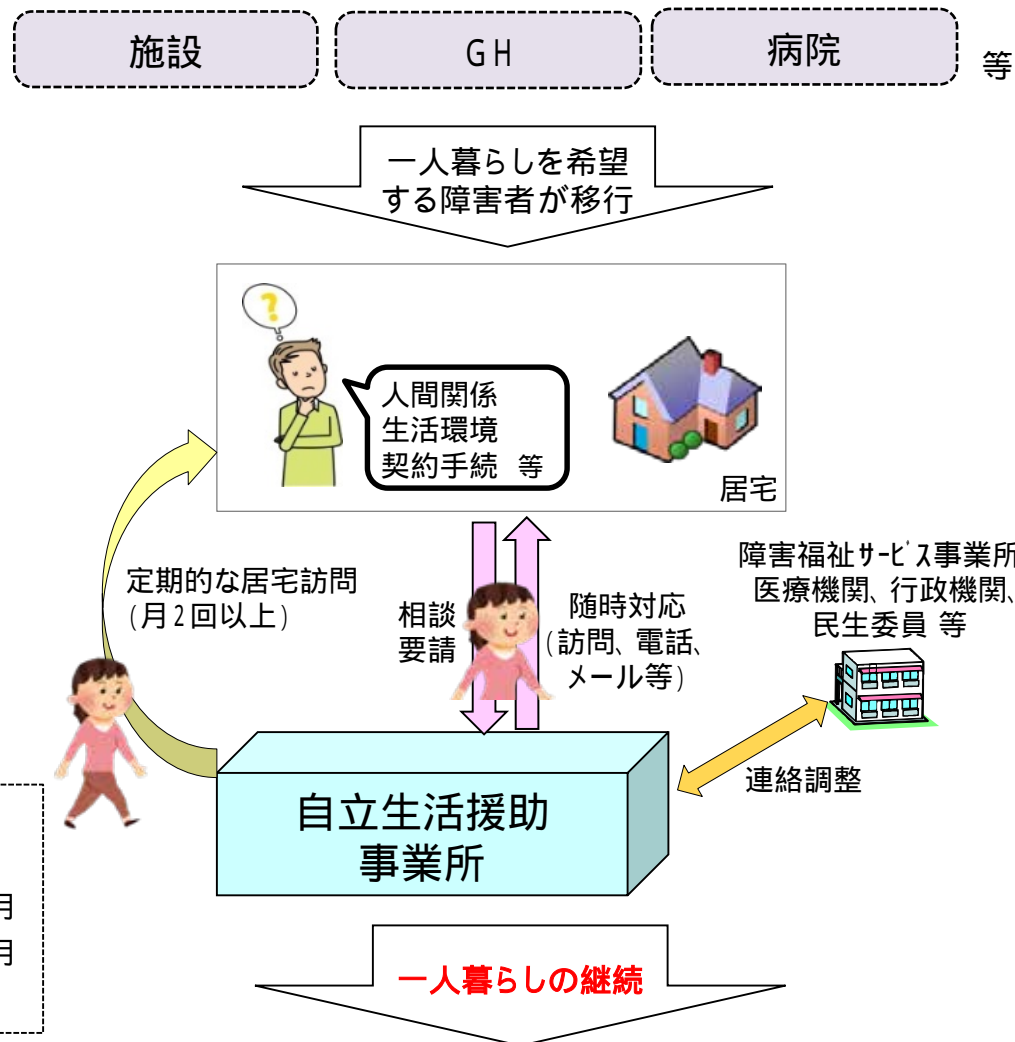 施設
GH
病院
等
一人暮らしを希望
する障害者が移行
?
人間関係
生活環境
契約手続 等
居宅
定期的な居宅訪問
(月2回以上)
相談
要請
随時対応
(訪問、電話、
メール等)
障害福祉サービス事業所
医療機関、行政機関、
民生委員 等
連絡調整
自立生活援助
事業所
月
月
一人暮らしの継続